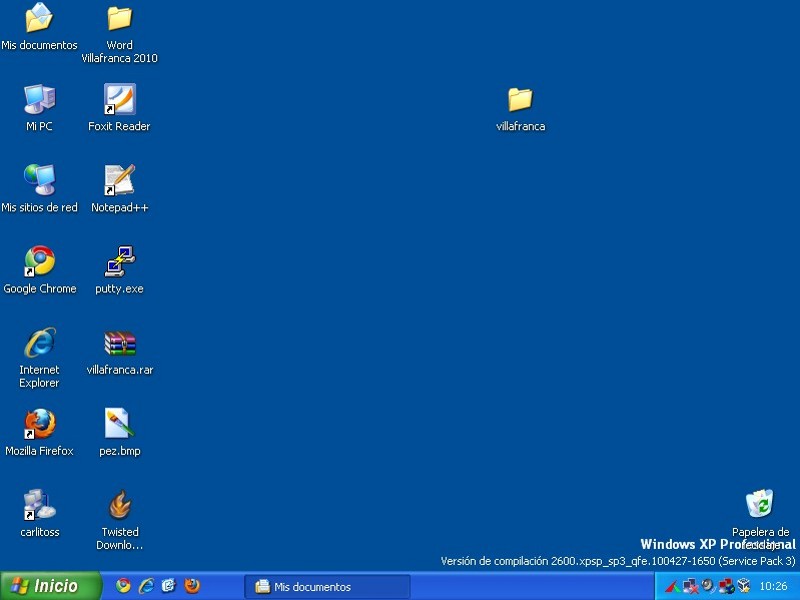 Mis documentos
Word
Villafranca 2010
Mi PC
Foxit Reader
villafranca
Mis sitios de red
Notepad++
Google Chrome
putty.exe
Internet
Explorer
villafranca.rar
Mozilla Firefox
pez.bmp
carlitoss
Twisted
Downlo...
Papelera de
Windows XP Professional
Versión de compilación 2600.xpsp_sp3_qfe.100427-1650 (Service Pack 3)
Inicio
Mis documentos
10:26